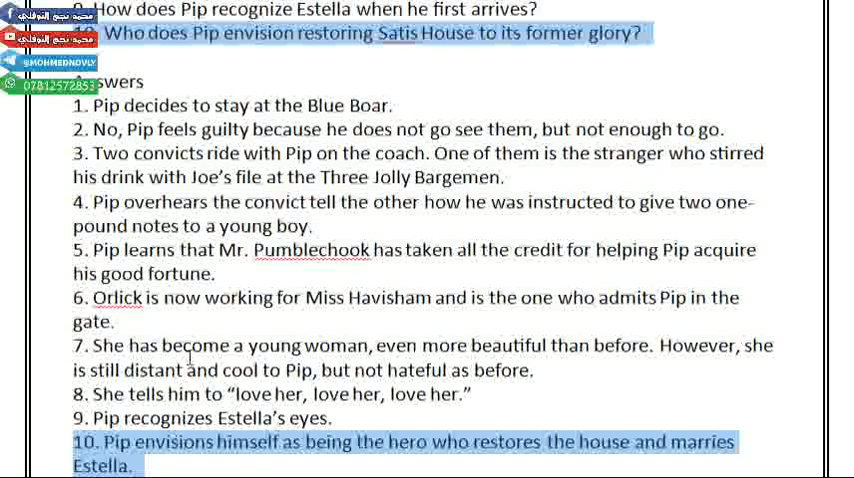 9. How does Pip recognize Estella when he first arrives?
10. Who does Pip envision restoring Satis House to its former glory?
محمد نجم النوفلي
محمد نجم النوفلي
@MOHMEDNOVLY
07812572853
Answers
1. Pip decides to stay at the Blue Boar.
2. No, Pip feels guilty because he does not go see them, but not enough to go.
3. Two convicts ride with Pip on the coach. One of them is the stranger who stirred
his drink with Joe’s file at the Three Jolly Bargemen.
4. Pip overhears the convict tell the other how he was instructed to give two one-
pound notes to a young boy.
5. Pip learns that Mr. Pumblechook has taken all the credit for helping Pip acquire
his good fortune.
6. Orlick is now working for Miss Havisham and is the one who admits Pip in the
gate.
7. She has become a young woman, even more beautiful than before. However, she
is still distant and cool to Pip, but not hateful as before.
8. She tells him to “love her, love her, love her.”
9. Pip recognizes Estella’s eyes.
10. Pip envisions himself as being the hero who restores the house and marries
Estella.